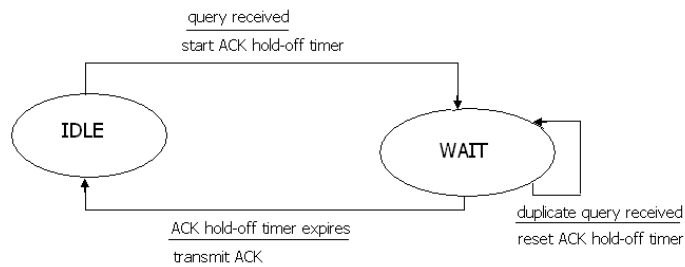 query received
start ACK hold-off timer
IDLE
WAIT
duplicate query received
reset ACK hold-off timer
ACK hold-off timer expires
transmit ACK